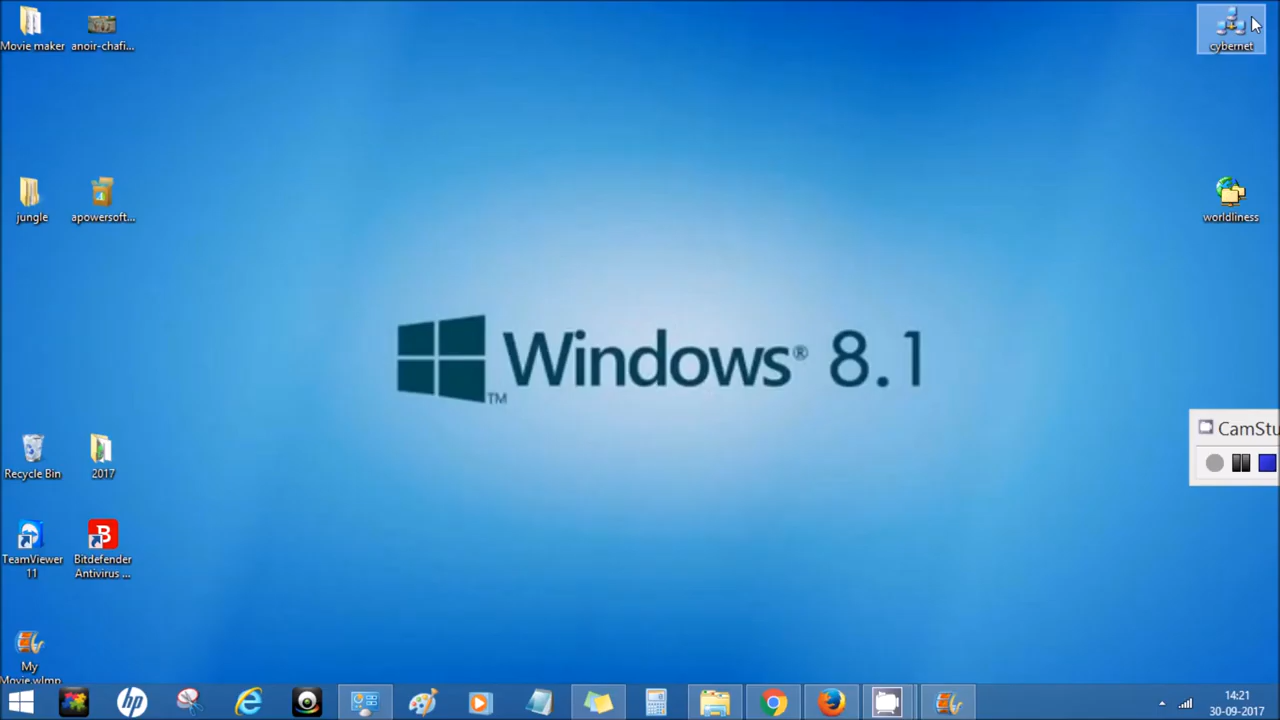 Movie maker
anoir-chafi...
cybernet
jungle
apowersoft...
worldliness
Windows® 8.1
TM
CamStu
Recycle Bin
2017
TeamViewer
11
Bitdefender
Antivirus ...
My
Movie.wlmp
14:21
30-09-2017